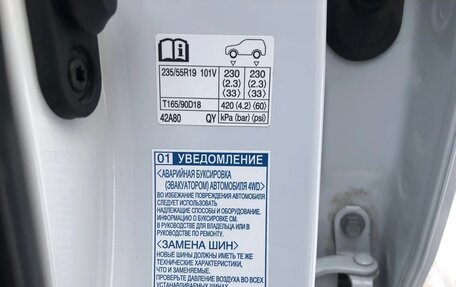 235/55R19 101V 230 230
(2.3) (2.3)
⟨33⟩ ⟨33⟩
T165/90D18 420 (4.2) ⟨60⟩
42A80 QY kPa (bar) ⟨psi⟩
01 УВЕДОМЛЕНИЕ
<АВАРИЙНАЯ БУКСИРОВКА
(ЭВАКУАТОРОМ) АВТОМОБИЛЯ 4WD>
ВО ИЗБЕЖАНИЕ ПОВРЕЖДЕНИЯ АВТОМОБИЛЯ
СЛЕДУЕТ ИСПОЛЬЗОВАТЬ
НАДЛЕЖАЩИЕ СПОСОБЫ И ОБОРУДОВАНИЕ.
ИНФОРМАЦИЮ О БУКСИРОВКЕ СМ.
В РУКОВОДСТВЕ ДЛЯ ВЛАДЕЛЬЦА ИЛИ В
РУКОВОДСТВЕ ПО РЕМОНТУ.
<ЗАМЕНА ШИН>
НОВЫЕ ШИНЫ ДОЛЖНЫ ИМЕТЬ ТЕ ЖЕ
ТЕХНИЧЕСКИЕ ХАРАКТЕРИСТИКИ,
ЧТО И ЗАМЕНЯЕМЫЕ.
ПРОВЕРЬТЕ ДАВЛЕНИЕ ВОЗДУХА ВО ВСЕХ
УСТАНОВЛЕННЫХ ШИНАХ